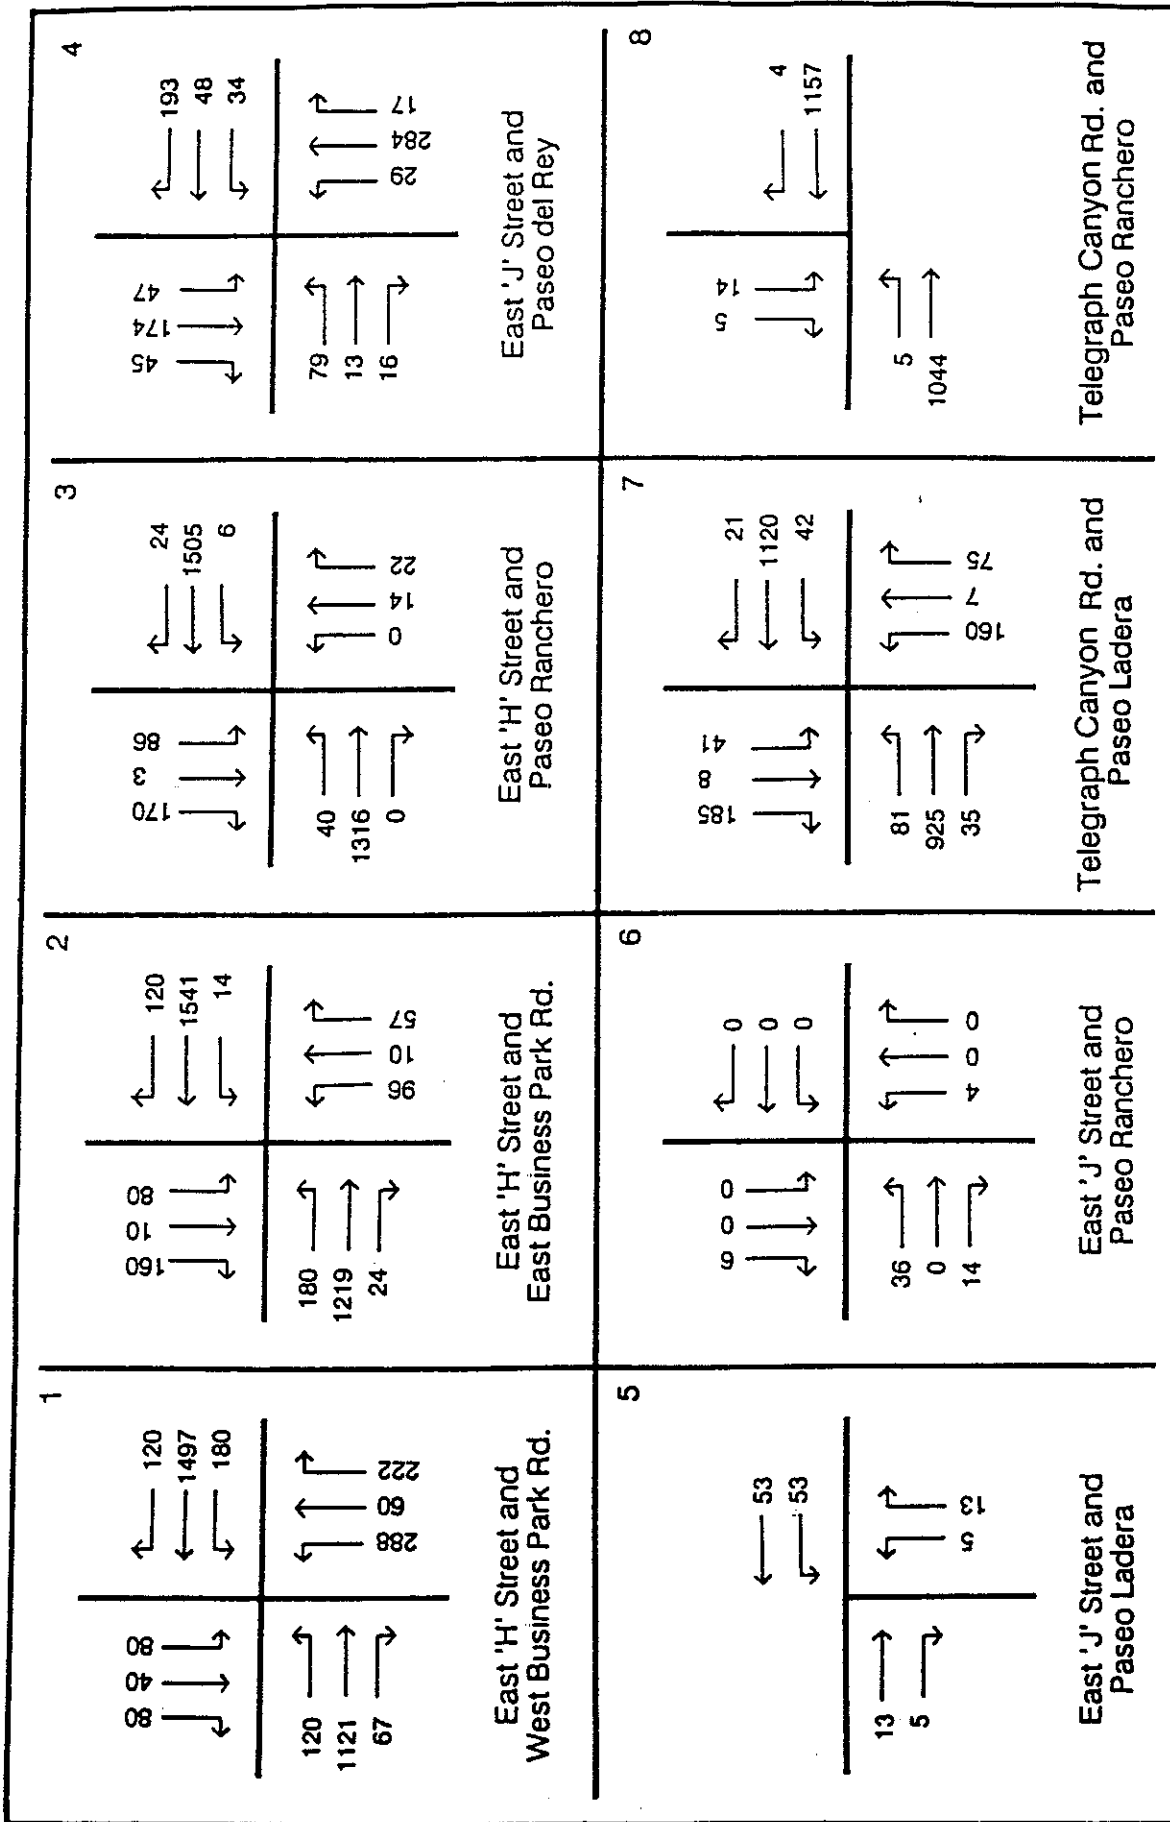 1
80 40 80
120
1497
180
120
1121
67
288 60 222
East 'H' Street and
West Business Park Rd.
2
160 10 80
120
1541
14
180
1219
24
96 10 57
East 'H' Street and
East Business Park Rd.
3
170 3 86
24
1505
6
40
1316
0
0 14 22
East 'H' Street and
Paseo Ranchero
4
45 174 47
193
48
34
79
13
16
29 284 17
East 'J' Street and
Paseo del Rey
5
53
53
13
5
5 13
East 'J' Street and
Paseo Ladera
6
6 0 0
0
0
0
36
0
14
4 0 0
East 'J' Street and
Paseo Ranchero
7
185 8 41
21
1120
42
81
925
35
160 7 75
Telegraph Canyon Rd. and
Paseo Ladera
8
5 14
4
1157
5
1044
Telegraph Canyon Rd. and
Paseo Ranchero